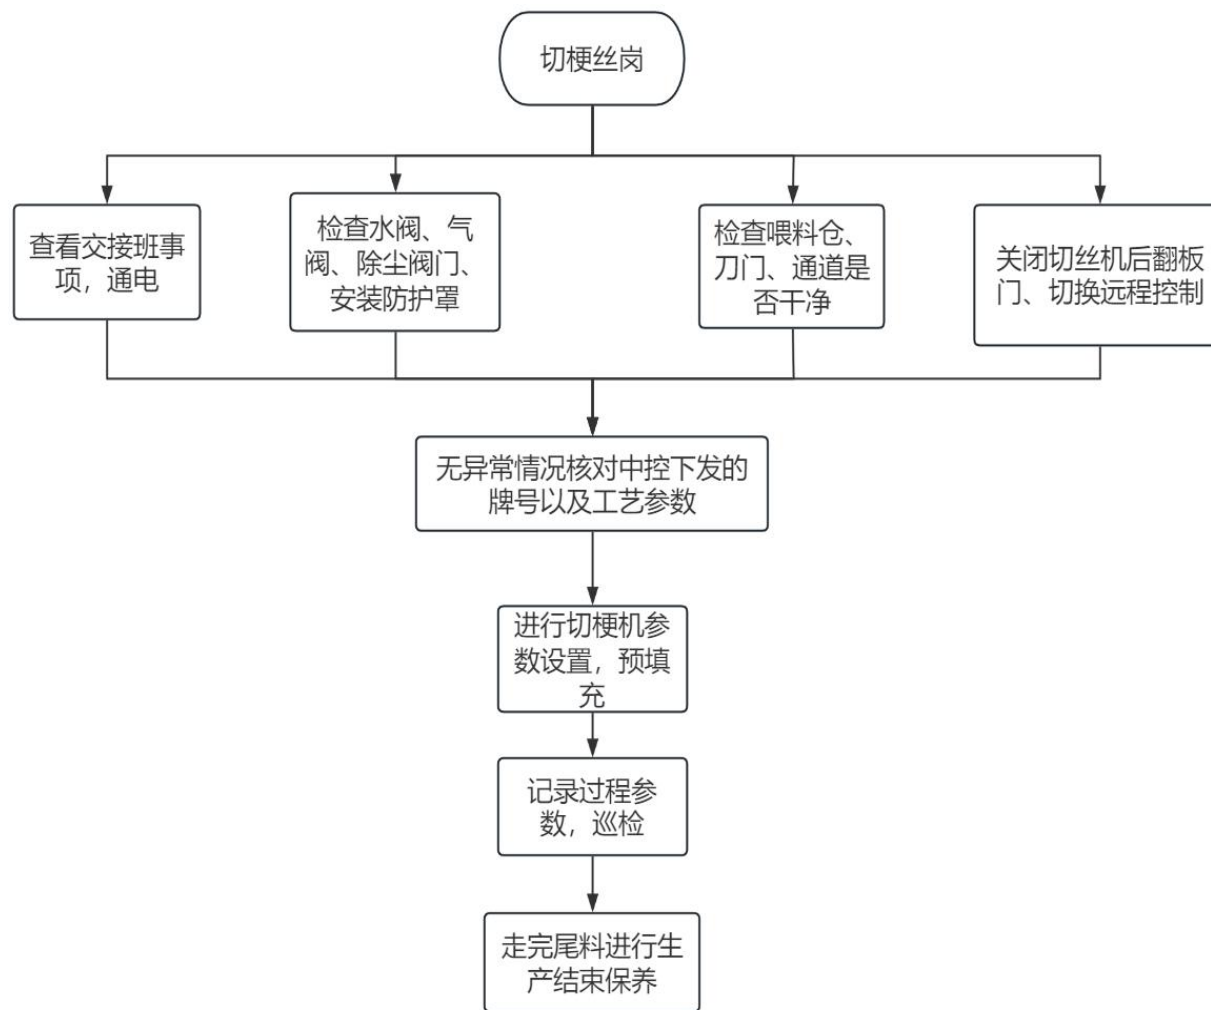 切梗丝岗
查看交接班事
项，通电
检查水阀、气
阀、除尘阀门、
安装防护罩
检查喂料仓、
刀门、通道是
否干净
关闭切丝机后翻板
门、切换远程控制
无异常情况核对中控下发的
牌号以及工艺参数
进行切梗机参
数设置，预填
充
记录过程参
数，巡检
走完尾料进行生
产结束保养